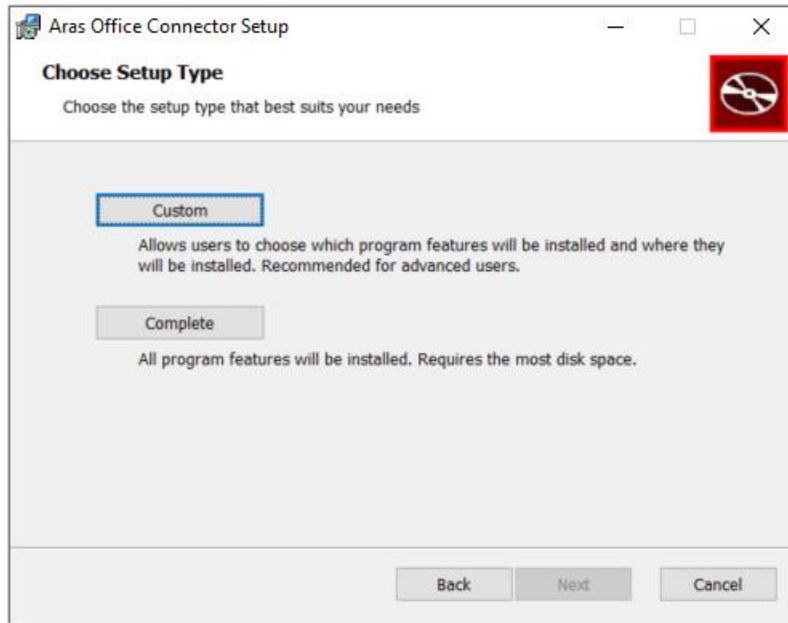 Aras Office Connector Setup
Choose Setup Type
Choose the setup type that best suits your needs
Custom
Allows users to choose which program features will be installed and where they
will be installed. Recommended for advanced users.
Complete
All program features will be installed. Requires the most disk space.
Back
Next
Cancel